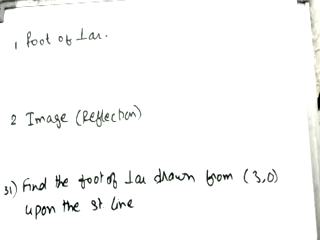 1 foot of ⊥ar.
2 Image (Reflection)
31) Find the foot of ⊥ar drawn from (3,0)
upon the st. line